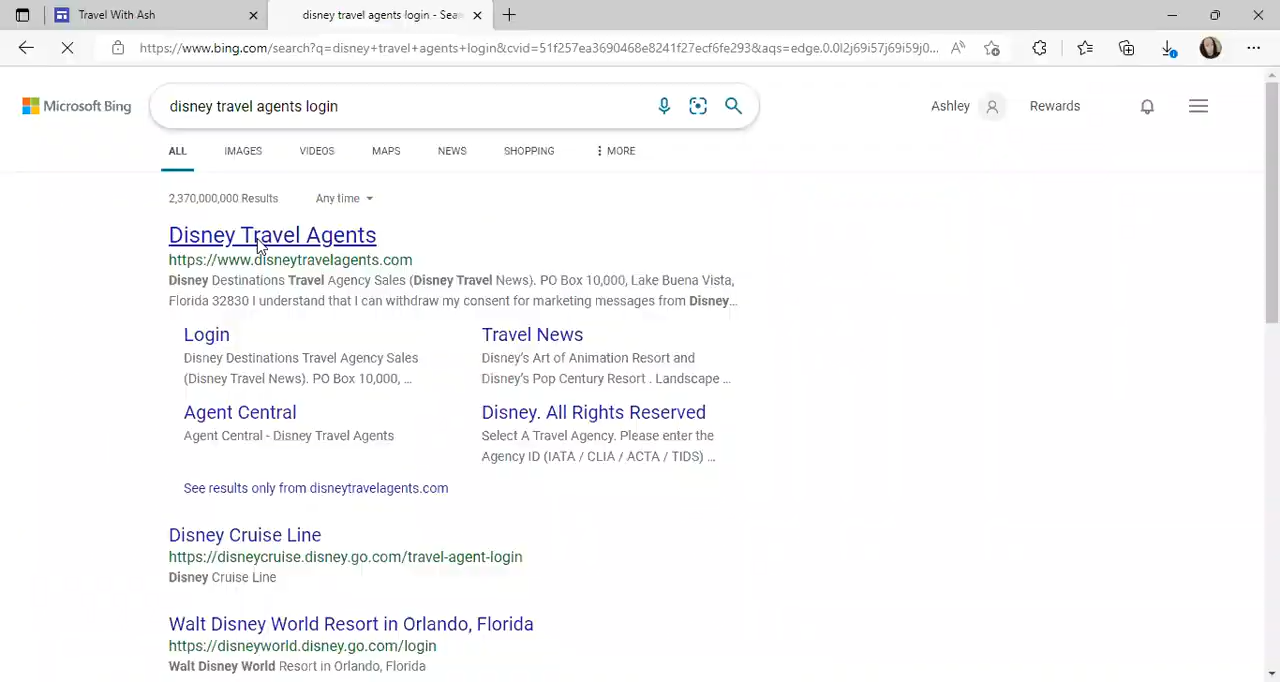 Travel With Ash
disney travel agents login - Sear
https://www.bing.com/search?q=disney+travel+agents+login&cvid=51f257ea3690468e8241f27ecf6fe293&aqs=edge.0.0l2j69i57j69i59j0...
Microsoft Bing
disney travel agents login
Ashley
Rewards
ALL
IMAGES
VIDEOS
MAPS
NEWS
SHOPPING
MORE
2,370,000,000 Results
Any time
Disney Travel Agents
https://www.disneytravelagents.com
Disney Destinations Travel Agency Sales (Disney Travel News). PO Box 10,000, Lake Buena Vista,
Florida 32830 I understand that I can withdraw my consent for marketing messages from Disney...
Login
Disney Destinations Travel Agency Sales
(Disney Travel News). PO Box 10,000, ...
Travel News
Disney's Art of Animation Resort and
Disney's Pop Century Resort . Landscape ...
Agent Central
Agent Central - Disney Travel Agents
Disney. All Rights Reserved
Select A Travel Agency. Please enter the
Agency ID (IATA / CLIA / ACTA / TIDS) ...
See results only from disneytravelagents.com
Disney Cruise Line
https://disneycruise.disney.go.com/travel-agent-login
Disney Cruise Line
Walt Disney World Resort in Orlando, Florida
https://disneyworld.disney.go.com/login
Walt Disney World Resort in Orlando, Florida